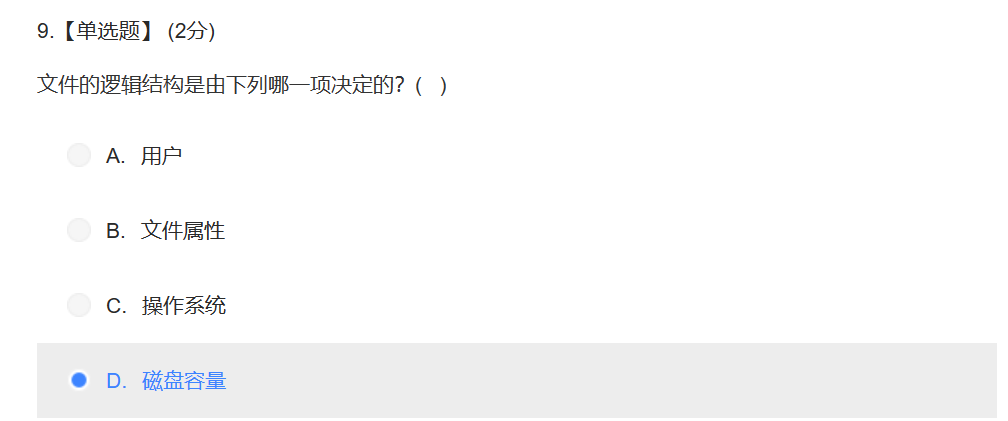 9.【单选题】 (2分)
文件的逻辑结构是由下列哪一项决定的? ( )
A. 用户
B. 文件属性
C. 操作系统
D. 磁盘容量